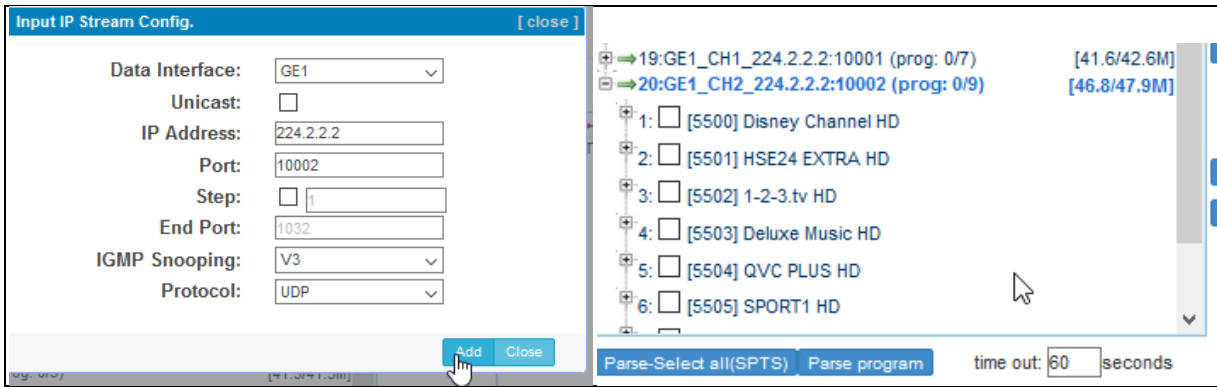 Input IP Stream Config. [ close ]
Data Interface: GE1
Unicast:
IP Address: 224.2.2.2
Port: 10002
Step: 1
End Port: 1032
IGMP Snooping: V3
Protocol: UDP
Add Close
19:GE1_CH1_224.2.2.2:10001 (prog: 0/7) [41.6/42.6M]
20:GE1_CH2_224.2.2.2:10002 (prog: 0/9) [46.8/47.9M]
1: [5500] Disney Channel HD
2: [5501] HSE24 EXTRA HD
3: [5502] 1-2-3.tv HD
4: [5503] Deluxe Music HD
5: [5504] QVC PLUS HD
6: [5505] SPORT1 HD
Parse-Select all(SPTS) Parse program time out: 60 seconds